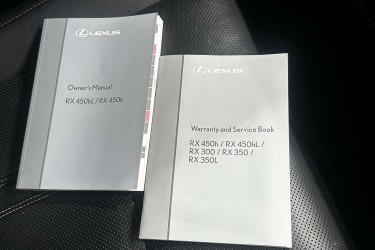 LEXUS
Owner's Manual
RX 450hL / RX 450h
LEXUS
Warranty and Service Book
RX 450h / RX 450hL /
RX 300 / RX 350 /
RX 350L